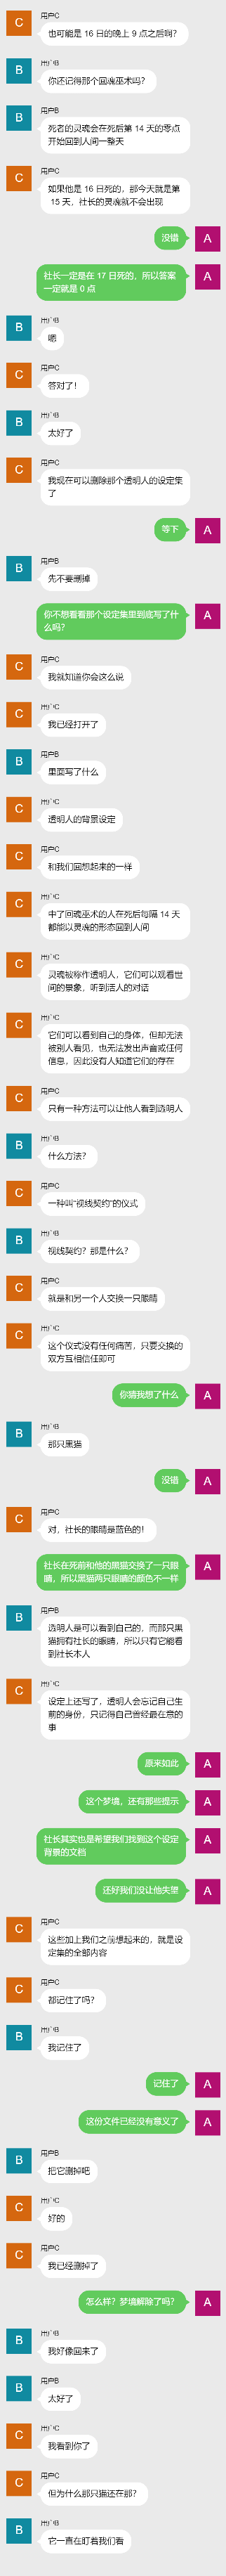 C
用户C
也可能是 16 日的晚上 9 点之后啊？
B
用户B
你还记得那个回魂巫术吗？
B
用户B
死者的灵魂会在死后第 14 天的零点
开始回到人间一整天
C
用户C
如果他是 16 日死的，那今天就是第
15 天，社长的灵魂就不会出现
没错
A
社长一定是在 17 日死的，所以答案
一定就是 0 点
A
B
用户B
嗯
C
用户C
答对了！
B
用户B
太好了
C
用户C
我现在可以删除那个透明人的设定集
了
等下
A
B
用户B
先不要删掉
你不想看看那个设定集里到底写了什
么吗？
A
C
用户C
我就知道你会这么说
C
用户C
我已经打开了
B
用户B
里面写了什么
C
用户C
透明人的背景设定
C
用户C
和我们回想起来的一样
C
用户C
中了回魂巫术的人在死后每隔 14 天
都能以灵魂的形态回到人间
C
用户C
灵魂被称作透明人，它们可以观看世
间的景象，听到活人的对话
C
用户C
它们可以看到自己的身体，但却无法
被别人看见，也无法发出声音或任何
信息，因此没有人知道它们的存在
C
用户C
只有一种方法可以让他人看到透明人
B
用户B
什么方法？
C
用户C
一种叫“视线契约”的仪式
B
用户B
视线契约？那是什么？
C
用户C
就是和另一个人交换一只眼睛
C
用户C
这个仪式没有任何痛苦，只要交换的
双方互相信任即可
你猜我想了什么
A
B
用户B
那只黑猫
没错
A
C
用户C
对，社长的眼睛是蓝色的！
社长在死前和他的黑猫交换了一只眼
睛，所以黑猫两只眼睛的颜色不一样
A
B
用户B
透明人是可以看到自己的，而那只黑
猫拥有社长的眼睛，所以只有它能看
到社长本人
C
用户C
设定上还写了，透明人会忘记自己生
前的身份，只记得自己曾经最在意的
事
原来如此
A
这个梦境，还有那些提示
A
社长其实也是希望我们找到这个设定
背景的文档
A
还好我们没让他失望
A
C
用户C
这些加上我们之前想起来的，就是设
定集的全部内容
C
用户C
都记住了吗？
B
用户B
我记住了
记住了
A
这份文件已经没有意义了
A
B
用户B
把它删掉吧
C
用户C
好的
C
用户C
我已经删掉了
怎么样？梦境解除了吗？
A
B
用户B
我好像回来了
B
用户B
太好了
C
用户C
我看到你了
C
用户C
但为什么那只猫还在那？
B
用户B
它一直在盯着我们看